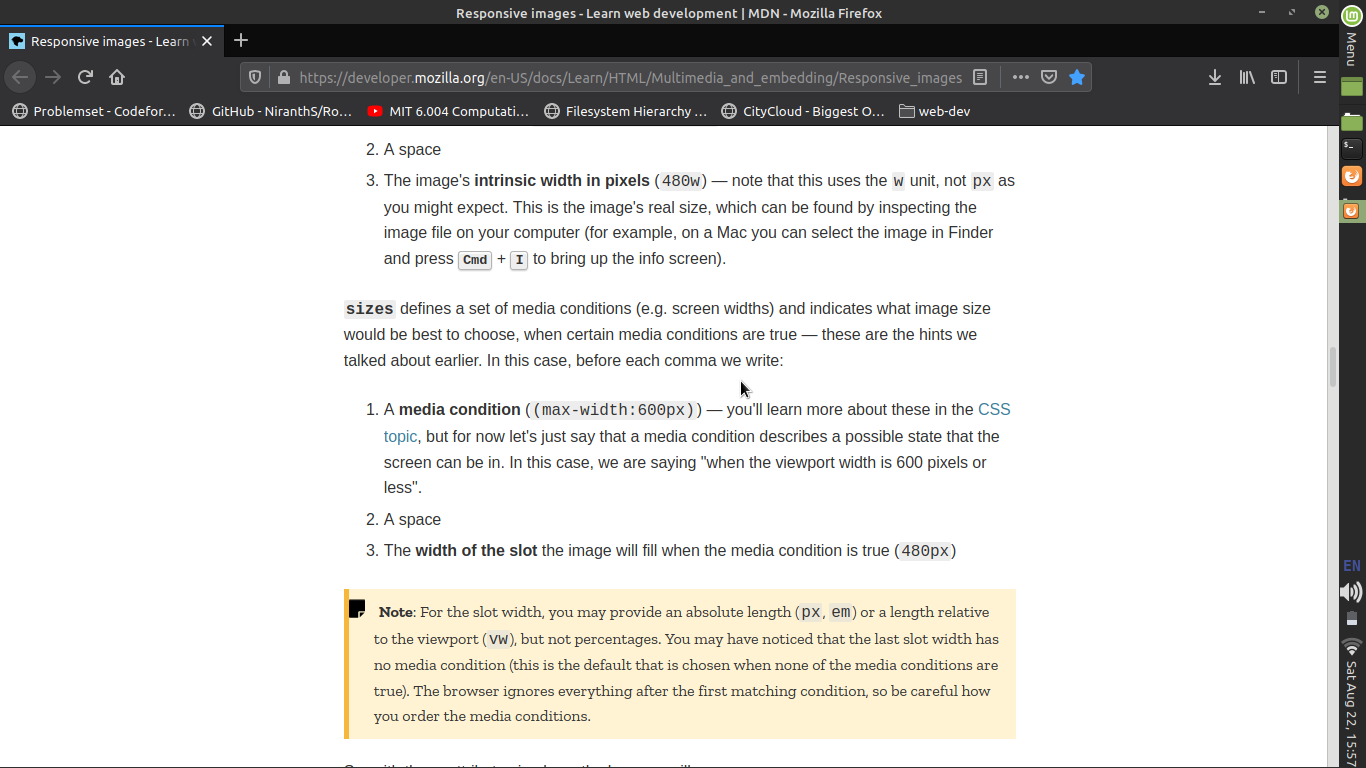 Responsive images - Learn web development | MDN - Mozilla Firefox
Responsive images - Learn
https://developer.mozilla.org/en-US/docs/Learn/HTML/Multimedia_and_embedding/Responsive_images
Problemset - Codefor… GitHub - NiranthS/Ro… MIT 6.004 Computati… Filesystem Hierarchy … CityCloud - Biggest O… web-dev
2. A space
3. The image's intrinsic width in pixels (480w) — note that this uses the w unit, not px as
you might expect. This is the image's real size, which can be found by inspecting the
image file on your computer (for example, on a Mac you can select the image in Finder
and press Cmd + I to bring up the info screen).
sizes defines a set of media conditions (e.g. screen widths) and indicates what image size
would be best to choose, when certain media conditions are true — these are the hints we
talked about earlier. In this case, before each comma we write:
1. A media condition ((max-width:600px)) — you'll learn more about these in the CSS
topic, but for now let's just say that a media condition describes a possible state that the
screen can be in. In this case, we are saying "when the viewport width is 600 pixels or
less".
2. A space
3. The width of the slot the image will fill when the media condition is true (480px)
Note: For the slot width, you may provide an absolute length (px, em) or a length relative
to the viewport (vw), but not percentages. You may have noticed that the last slot width has
no media condition (this is the default that is chosen when none of the media conditions are
true). The browser ignores everything after the first matching condition, so be careful how
you order the media conditions.
Menu
EN
Sat Aug 22, 15:57